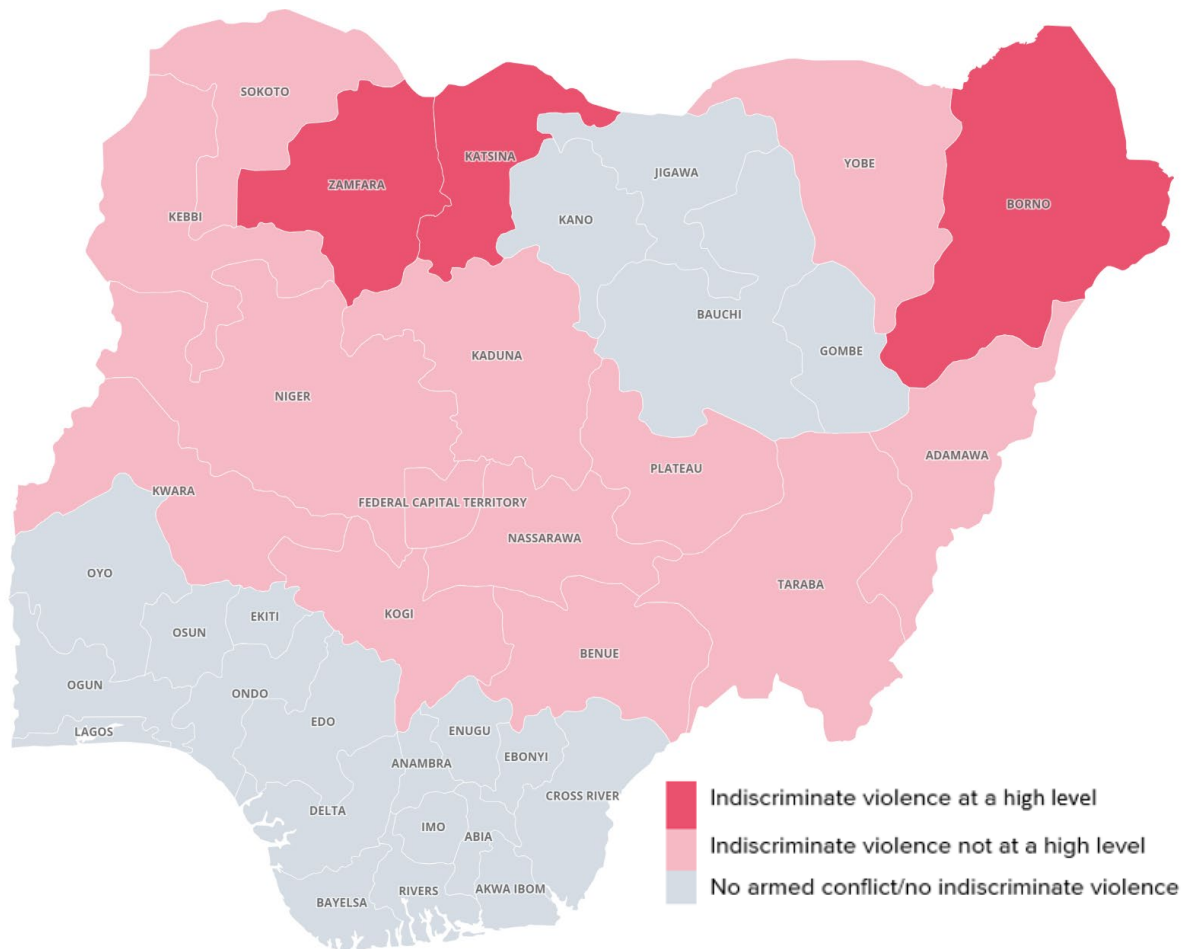 SOKOTO
ZAMFARA
KATSINA
KEBBI
KANO
JIGAWA
YOBE
BORNO
BAUCHI
GOMBE
KADUNA
NIGER
ADAMAWA
PLATEAU
KWARA
FEDERAL CAPITAL TERRITORY
NASSARAWA
OYO
TARABA
KOGI
EKITI
OSUN
BENUE
OGUN
ONDO
EDO
LAGOS
ENUGU
ANAMBRA
EBONYI
CROSS RIVER
DELTA
IMO
ABIA
BAYELSA
RIVERS
AKWA IBOM
Indiscriminate violence at a high level
Indiscriminate violence not at a high level
No armed conflict/no indiscriminate violence